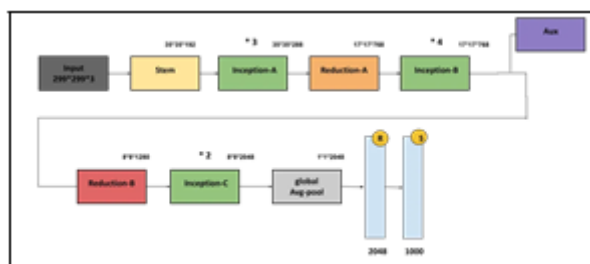 Aux
35*35*192
* 3
35*35*288
17*17*768
* 4
17*17*768
Input
299*299*3
Stem
Inception-A
Reduction-A
Inception-B
8*8*1280
* 2
8*8*2048
1*1*2048
R
S
Reduction-B
Inception-C
global
Avg-pool
2048
1000